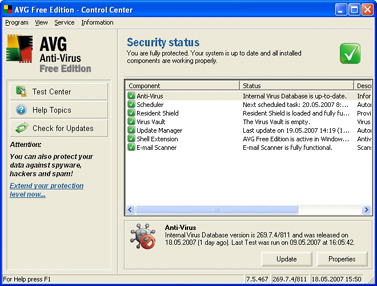 AVG Free Edition - Control Center
Program View Service Information
AVG
Anti-Virus
Free Edition
Security status
You are fully protected. Your system is up to date and all installed
components are working properly.
Test Center
Help Topics
Check for Updates
Attention:
You can also protect your
data against spyware,
hackers and spam!
Extend your protection
level now...
Component Status Desc
Anti-Virus Internal Virus Database is up-to-date. Infor
Scheduler Next scheduled task: 20.05.2007 8:...
Resident Shield Resident Shield is loaded and fully fu...
Virus Vault The Virus Vault is empty.
Update Manager Last update on 19.05.2007 14:19 (1...
Shell Extension AVG Free Edition is active in Window...
E-mail Scanner E-mail Scanner is fully functional.
Anti-Virus
Internal Virus Database version is 269.7.4/811 and was released on
18.05.2007 (1 day ago). Last Test was run on 09.05.2007 at 16:05:42.
Update Properties
For Help press F1 7.5.467 269.7.4/811 18.05.2007 15:50